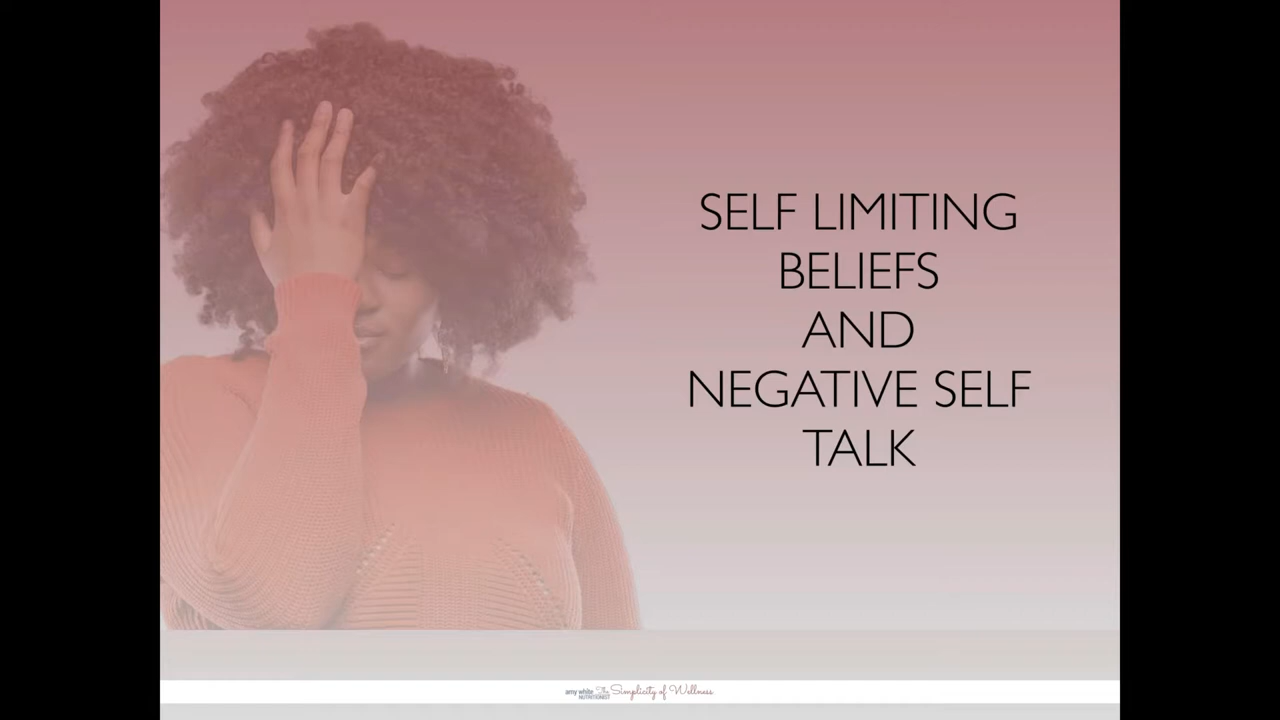 SELF LIMITING
BELIEFS
AND
NEGATIVE SELF
TALK
amy white The Simplicity of Wellness
NUTRITIONIST